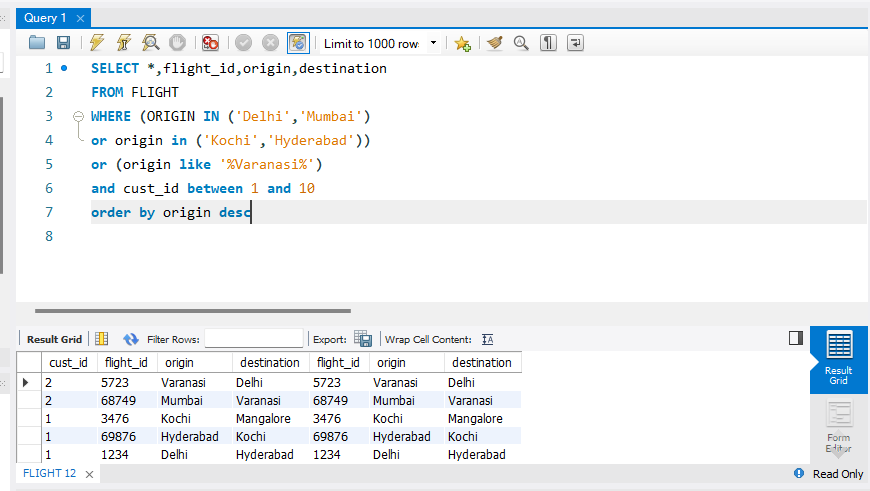 Query 1
Limit to 1000 rows
1 SELECT *,flight_id,origin,destination
2 FROM FLIGHT
3 WHERE (ORIGIN IN ('Delhi','Mumbai')
4 or origin in ('Kochi','Hyderabad'))
5 or (origin like '%Varanasi%')
6 and cust_id between 1 and 10
7 order by origin desc
8
Result Grid Filter Rows: Export: Wrap Cell Content:
cust_id flight_id origin destination flight_id origin destination
2 5723 Varanasi Delhi 5723 Varanasi Delhi
2 68749 Mumbai Varanasi 68749 Mumbai Varanasi
1 3476 Kochi Mangalore 3476 Kochi Mangalore
1 69876 Hyderabad Kochi 69876 Hyderabad Kochi
1 1234 Delhi Hyderabad 1234 Delhi Hyderabad
Result
Grid
Form
Editor
FLIGHT 12
Read Only